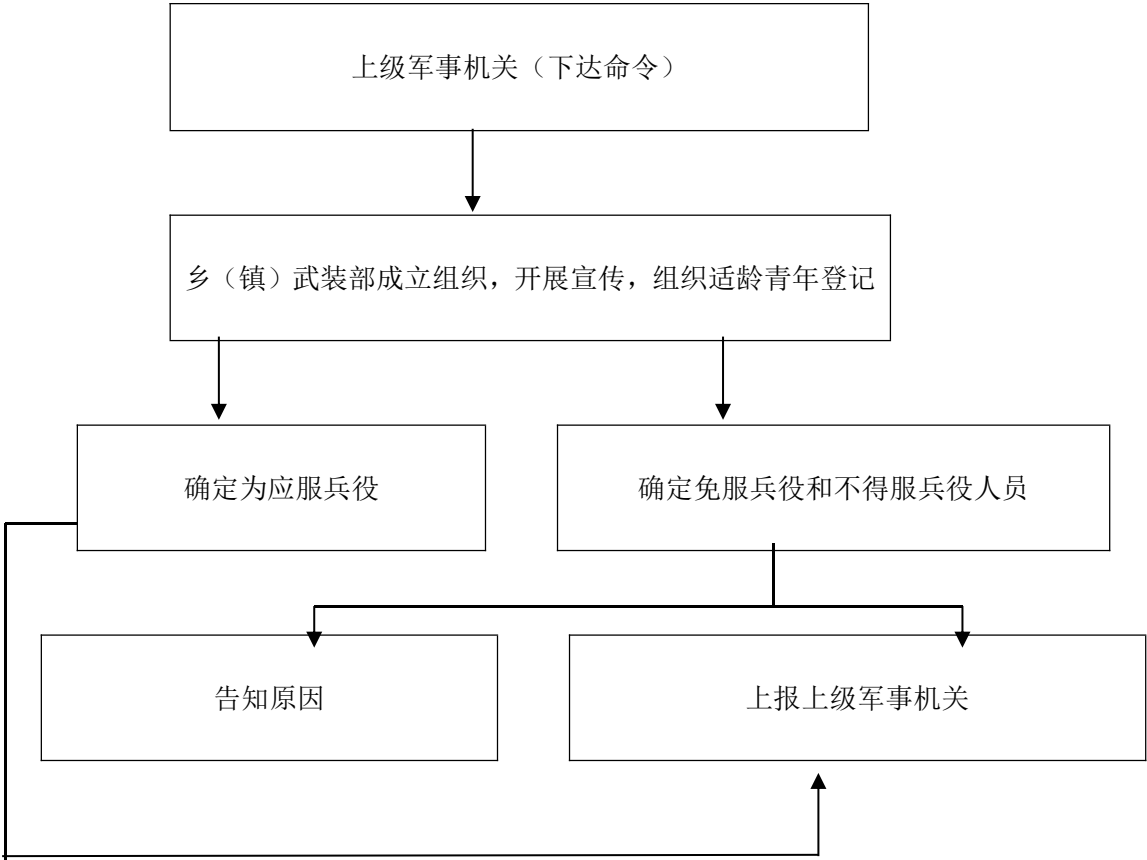 上级军事机关（下达命令）
乡（镇）武装部成立组织，开展宣传，组织适龄青年登记
确定为应服兵役
确定免服兵役和不得服兵役人员
告知原因
上报上级军事机关